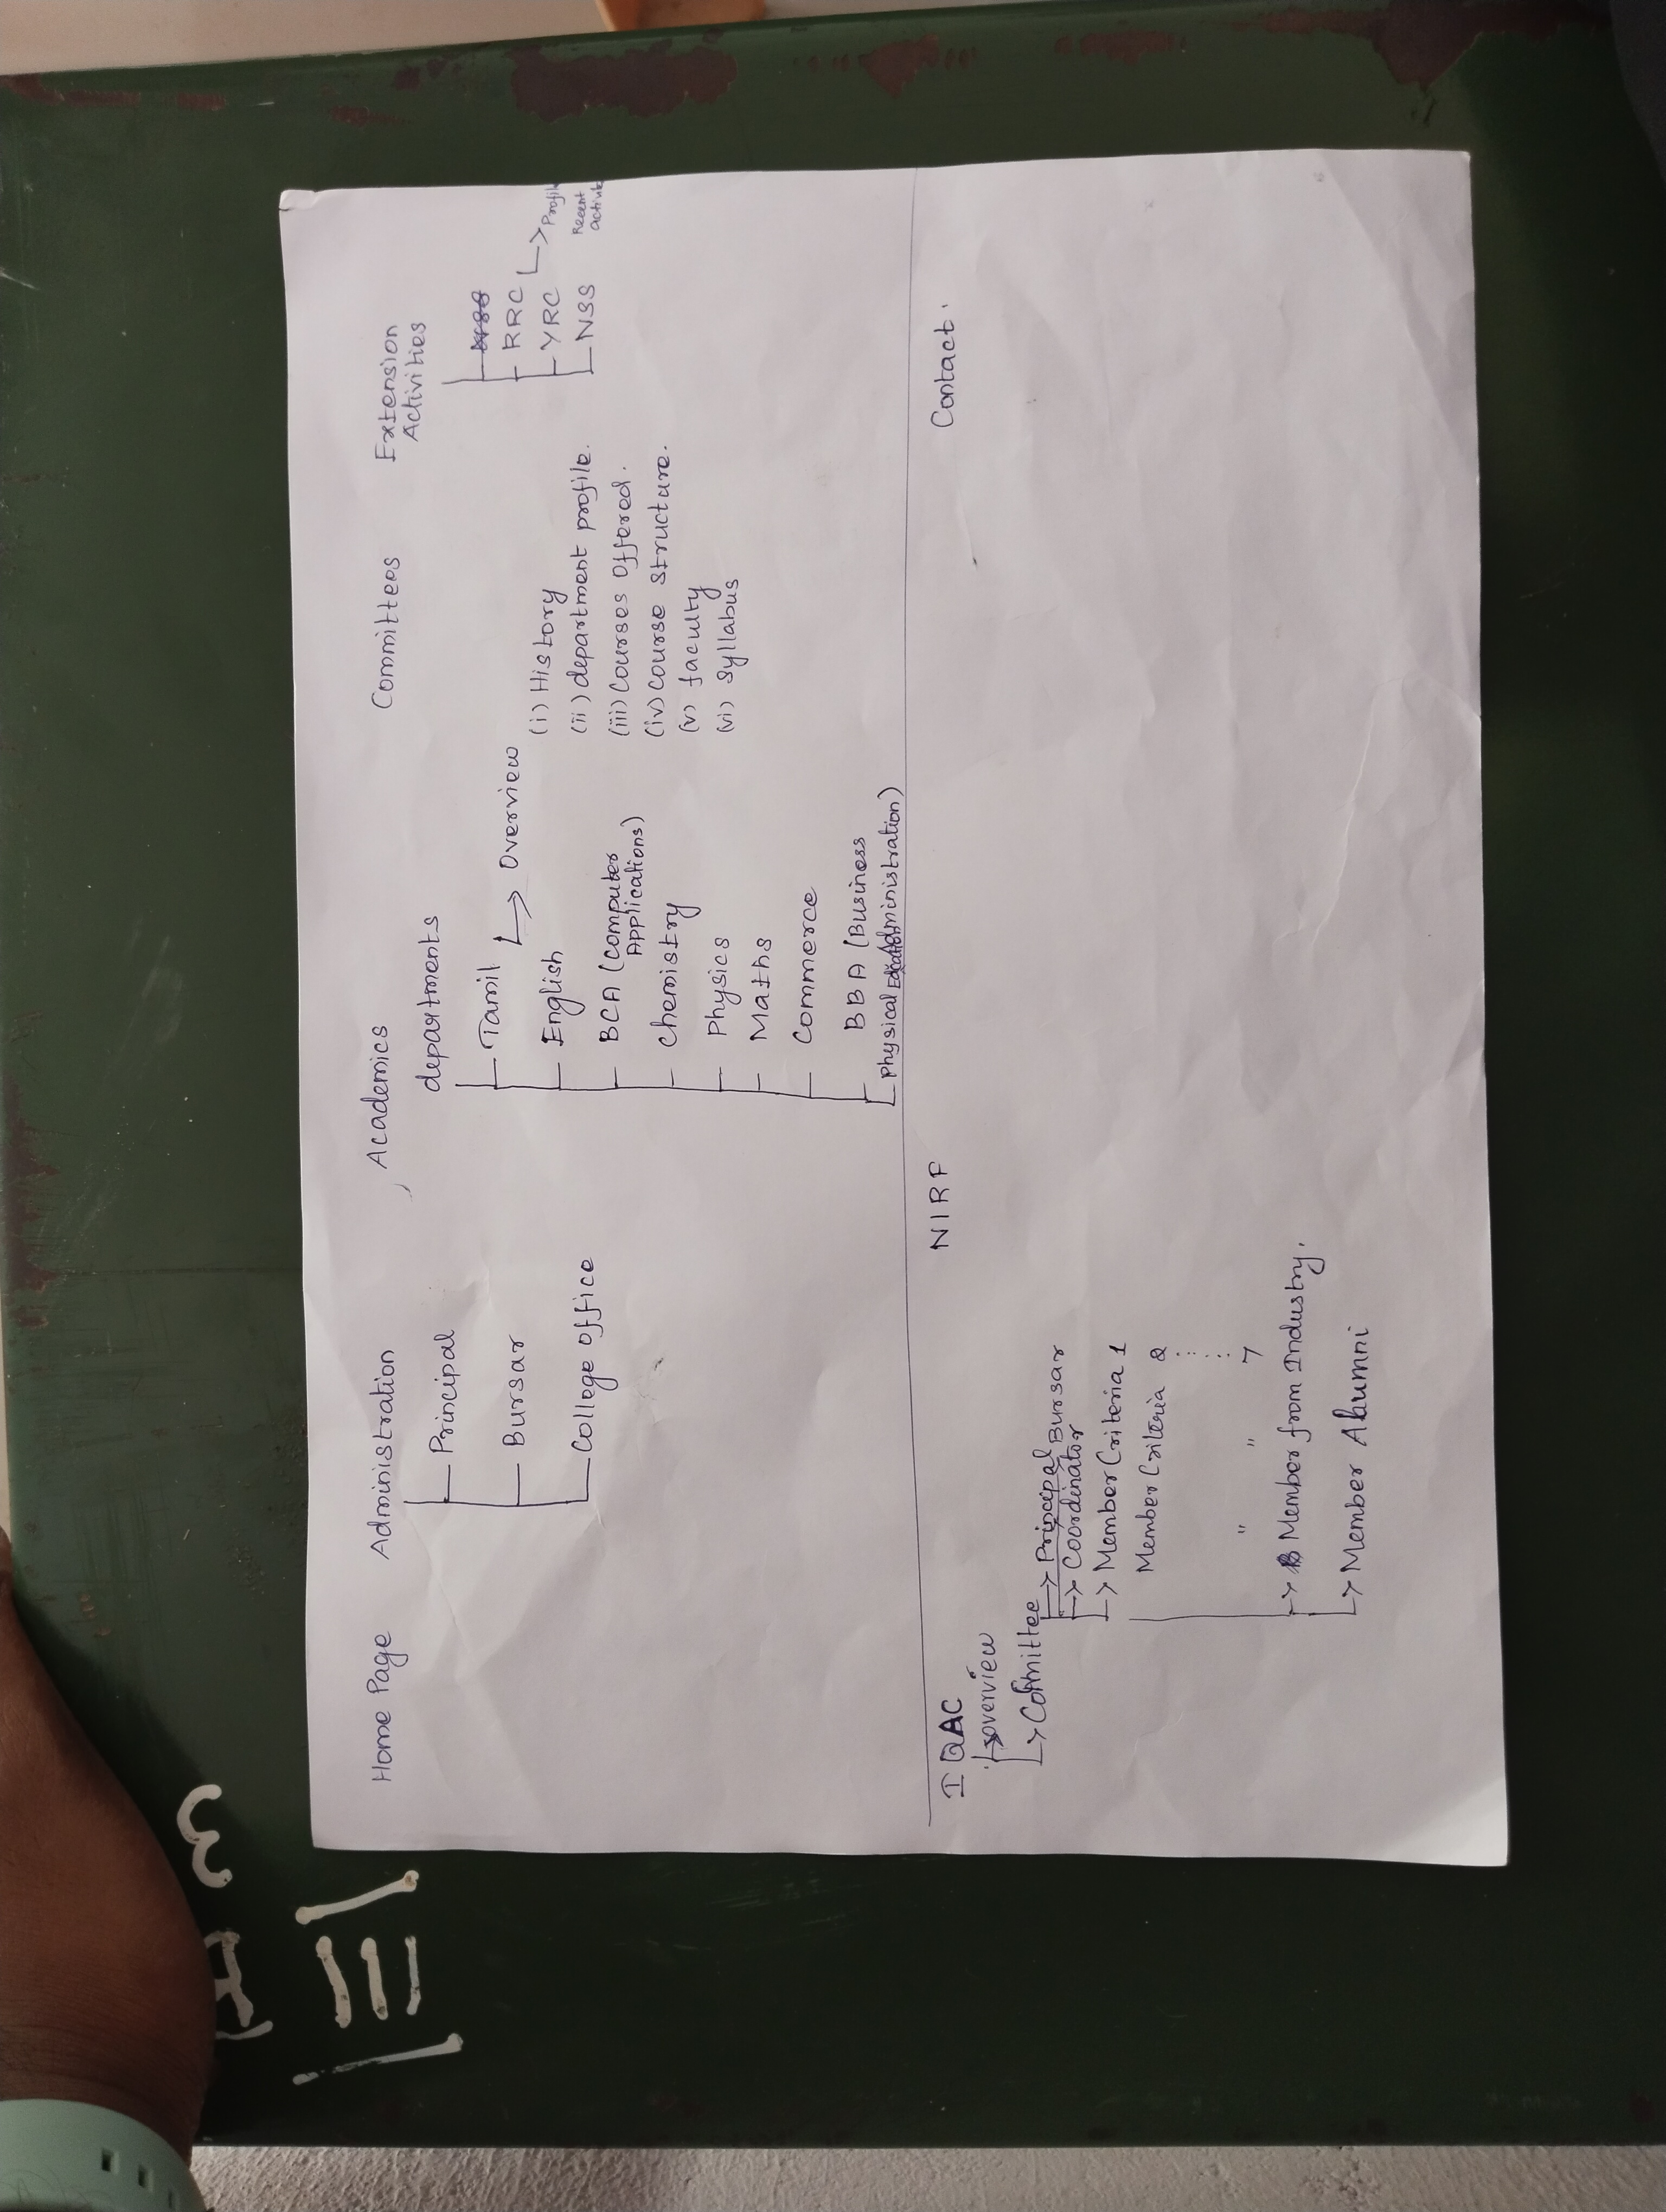 Home Page
Administration
Principal
Bursar
College office
Academics
departments
Tamil
Overview
English
BCA (Computer
Applications)
Chemistry
Physics
Maths
Commerce
BBA (Business
Administration)
Physical Education
(i) History
(ii) department profile.
(iii) Courses offered.
(iv) Course structure.
(v) faculty
(vi) Syllabus
Committees
Extension
Activities
RRC
YRC
NSS
Profile
Recent
IQAC
overview
Committee
Principal
Bursar
Coordinator
Member Criteria 1
Member Criteria 2
" " 7
Member from Industry.
Member Alumni
NIRF
Contact.
3